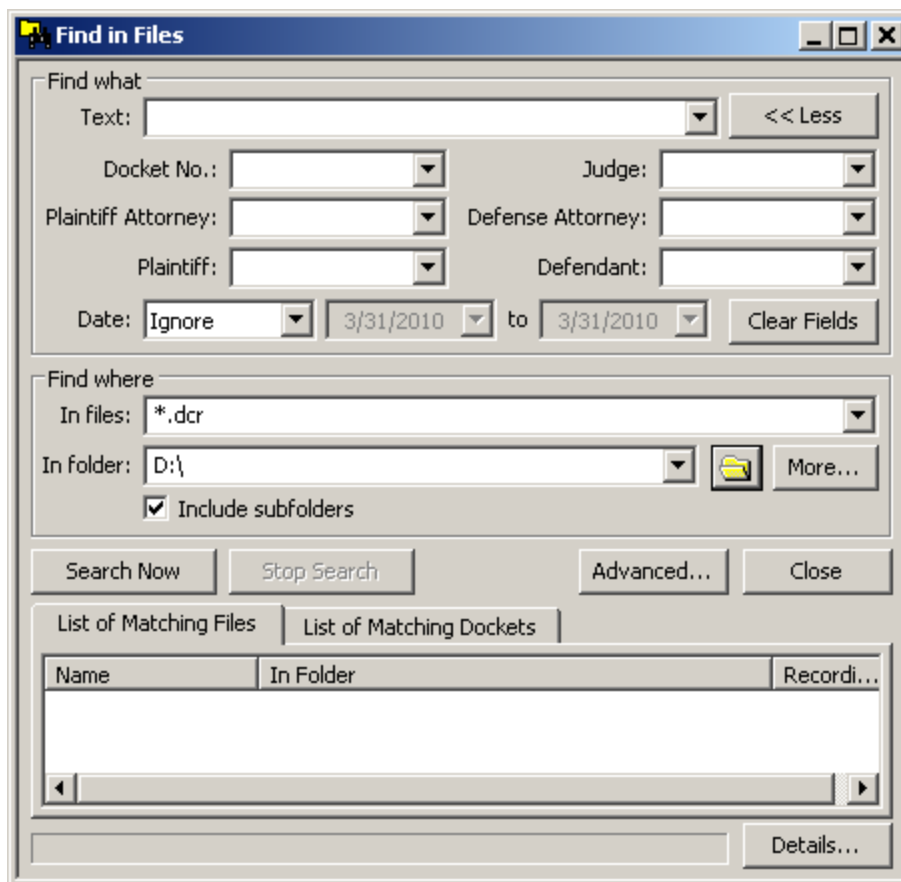 Find in Files
Find what
Text: << Less
Docket No.: Judge:
Plaintiff Attorney: Defense Attorney:
Plaintiff: Defendant:
Date: Ignore 3/31/2010 to 3/31/2010 Clear Fields
Find where
In files: *.dcr
In folder: D:\ More...
Include subfolders
Search Now Stop Search Advanced... Close
List of Matching Files List of Matching Dockets
Name In Folder Recordi...
Details...